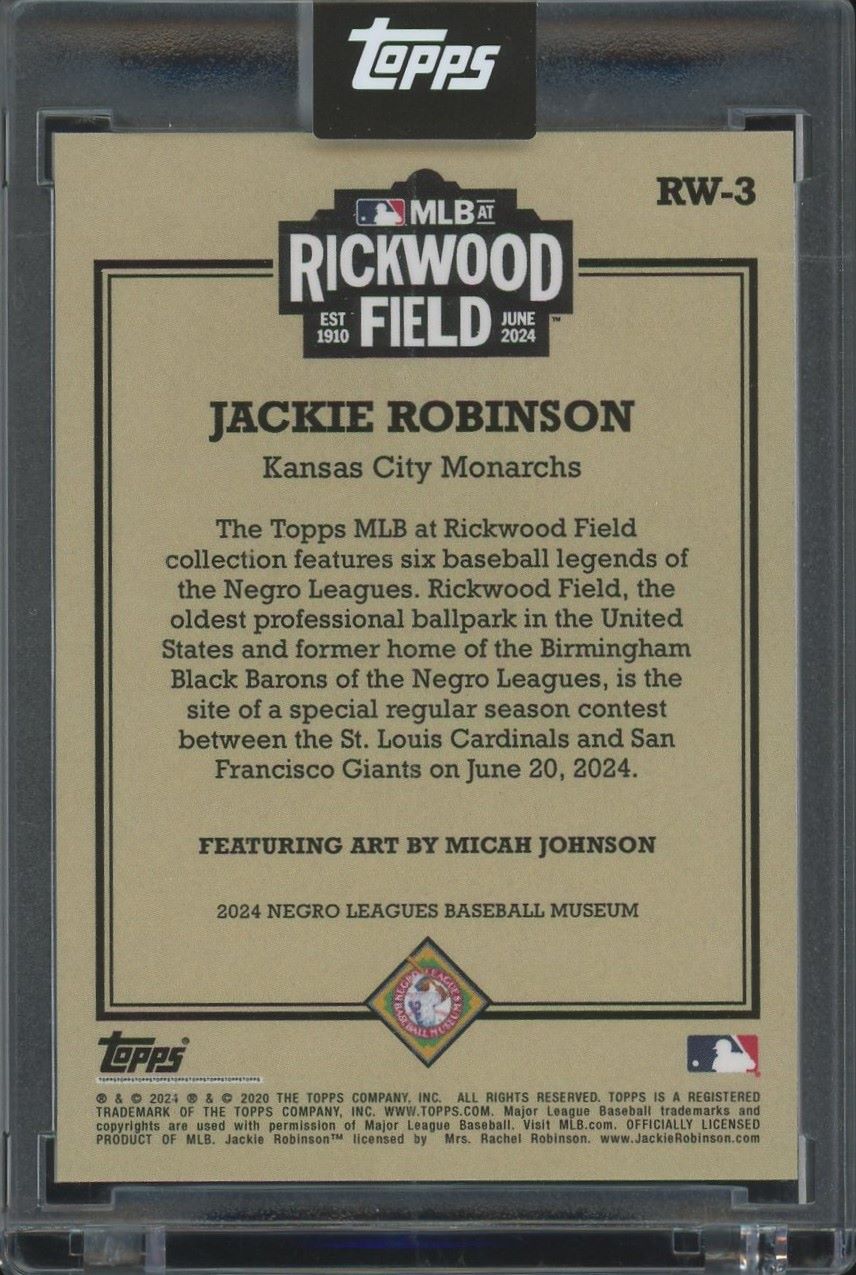 Topps
RW-3
MLB AT
RICKWOOD
EST 1910 FIELD JUNE 2024 ™
JACKIE ROBINSON
Kansas City Monarchs
The Topps MLB at Rickwood Field
collection features six baseball legends of
the Negro Leagues. Rickwood Field, the
oldest professional ballpark in the United
States and former home of the Birmingham
Black Barons of the Negro Leagues, is the
site of a special regular season contest
between the St. Louis Cardinals and San
Francisco Giants on June 20, 2024.
FEATURING ART BY MICAH JOHNSON
2024 NEGRO LEAGUES BASEBALL MUSEUM
NEGRO LEAGUES
BASEBALL MUSEUM
Topps®
® & © 2024 ® & © 2020 THE TOPPS COMPANY, INC. ALL RIGHTS RESERVED. TOPPS IS A REGISTERED
TRADEMARK OF THE TOPPS COMPANY, INC. WWW.TOPPS.COM. Major League Baseball trademarks and
copyrights are used with permission of Major League Baseball. Visit MLB.com. OFFICIALLY LICENSED
PRODUCT OF MLB. Jackie Robinson™ licensed by Mrs. Rachel Robinson. www.JackieRobinson.com